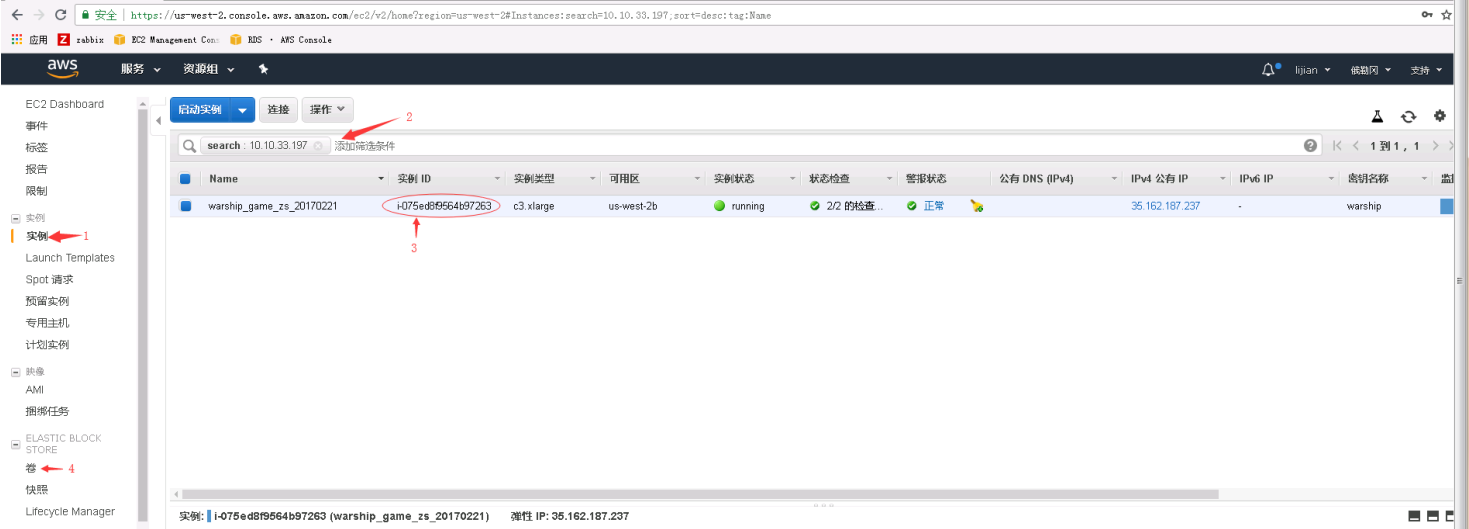 安全 | https://us-west-2.console.aws.amazon.com/ec2/v2/home?region=us-west-2#Instances:search=10.10.33.197;sort=desc:tag:Name
应用 Z zabbix EC2 Management Con RDS · AWS Console
aws 服务 资源组 lijian 俄勒冈 支持
EC2 Dashboard
事件
标签
报告
限制
实例
实例 1
Launch Templates
Spot 请求
预留实例
专用主机
计划实例
映像
AMI
捆绑任务
ELASTIC BLOCK
STORE
卷 4
快照
Lifecycle Manager
启动实例 连接 操作 2
search : 10.10.33.197 添加筛选条件 1 到 1, 1
Name 实例 ID 实例类型 可用区 实例状态 状态检查 警报状态 公有 DNS (IPv4) IPv4 公有 IP IPv6 IP 密钥名称
warship_game_zs_20170221 i-075ed8f9564b97263 c3.xlarge us-west-2b running 2/2 的检查... 正常 35.162.187.237 - warship
3
实例: i-075ed8f9564b97263 (warship_game_zs_20170221) 弹性 IP: 35.162.187.237